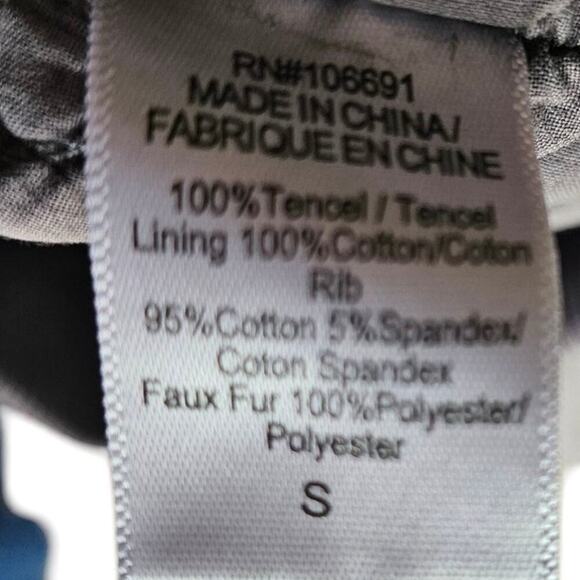 RN#106691
MADE IN CHINA/
FABRIQUE EN CHINE
100%Tencel / Tencel
Lining 100%Cotton/Coton
Rib
95%Cotton 5%Spandex/
Coton Spandex
Faux Fur 100%Polyester/
Polyester
S